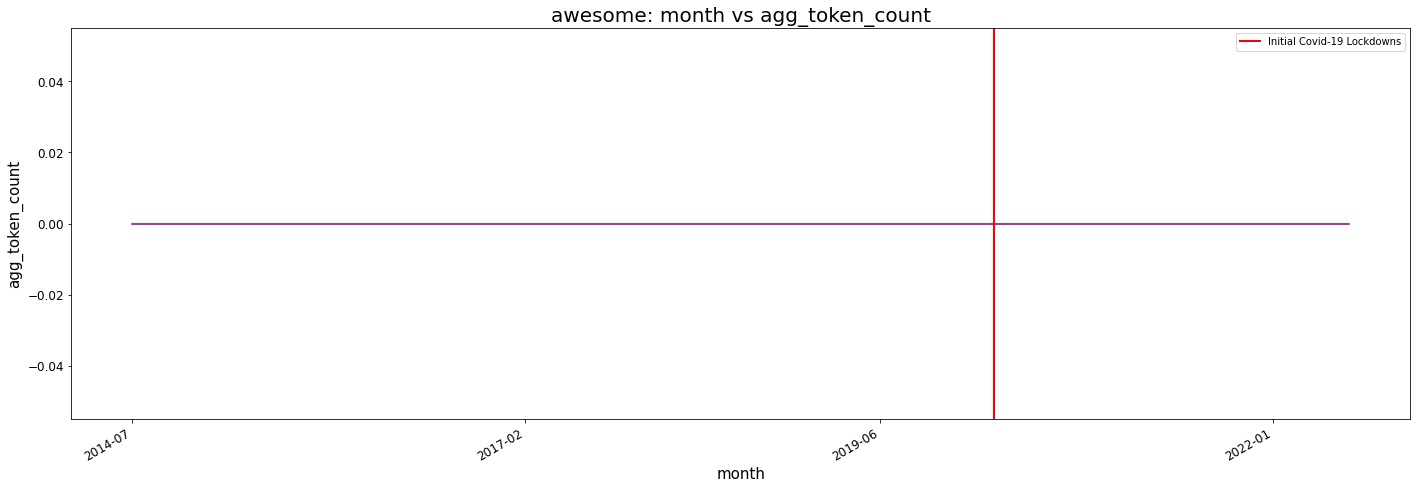 awesome: month vs agg_token_count
Initial Covid-19 Lockdowns
agg_token_count
0.04
0.02
0.00
−0.02
−0.04
2014-07
2017-02
2019-06
2022-01
month